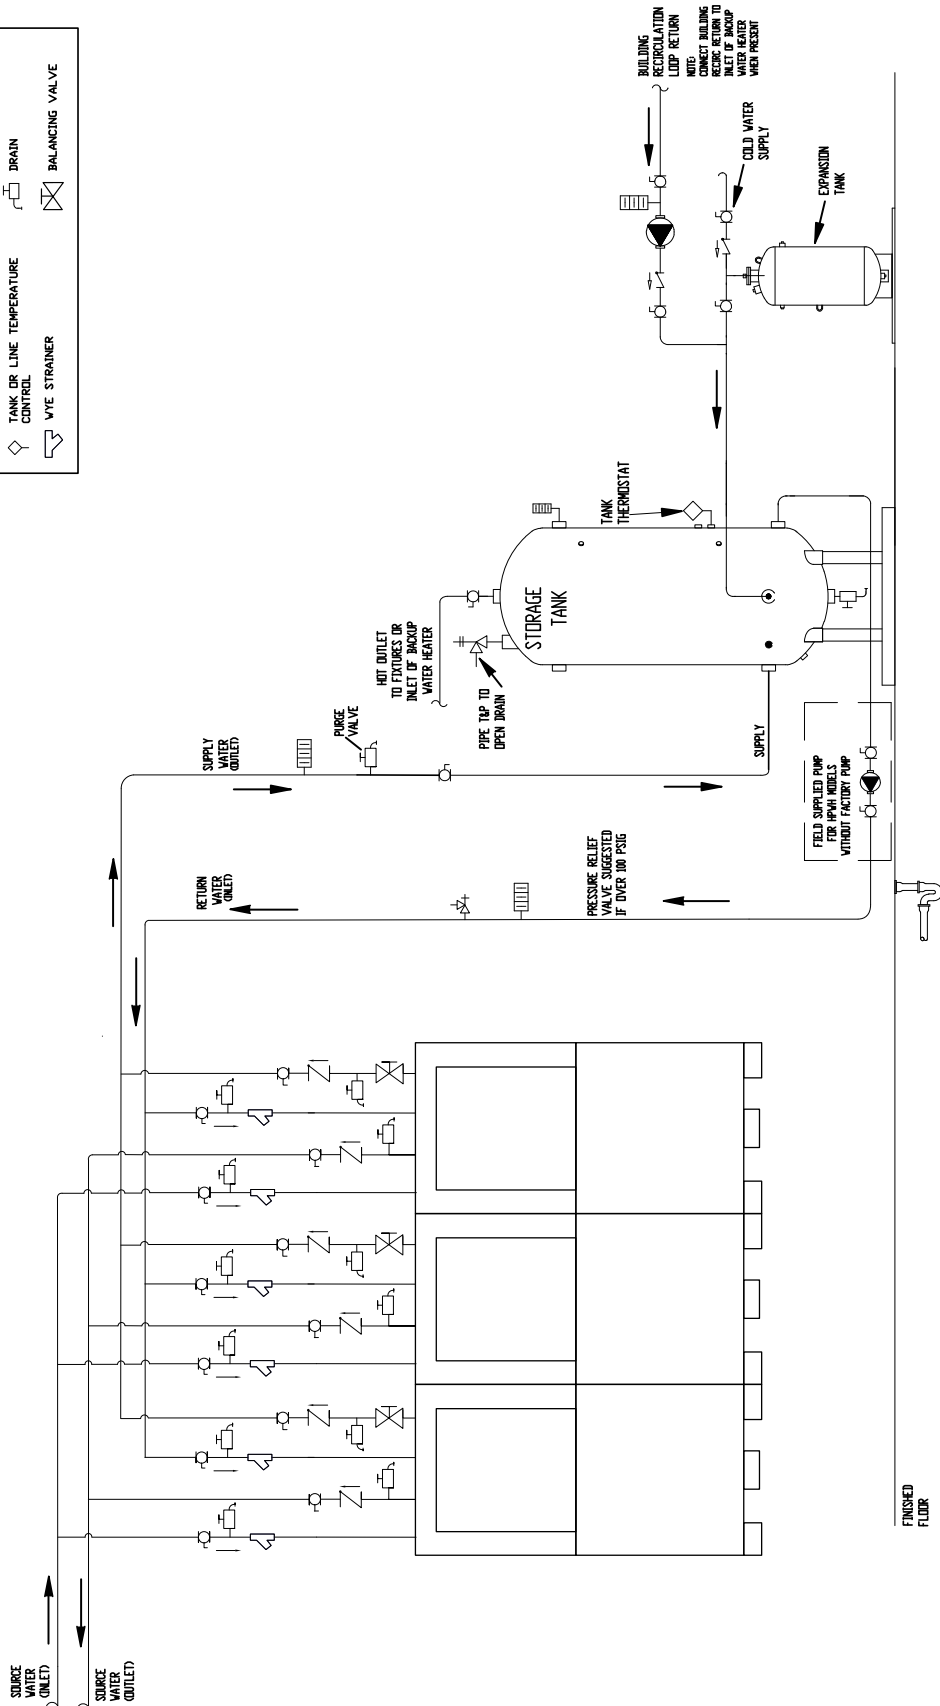 TANK OR LINE TEMPERATURE
CONTROL
DRAIN
WYE STRAINER
BALANCING VALVE
SOURCE
WATER
(INLET)
SOURCE
WATER
(OUTLET)
RETURN
WATER
(INLET)
SUPPLY
WATER
(OUTLET)
PURGE
VALVE
HOT OUTLET
TO FIXTURES OR
INLET OF BACKUP
WATER HEATER
PIPE T&P TO
OPEN DRAIN
STORAGE
TANK
TANK
THERMOSTAT
BUILDING
RECIRCULATION
LOOP RETURN
NOTE:
CONNECT BUILDING
RECIRC RETURN TO
INLET OF BACKUP
WATER HEATER
WHEN PRESENT
COLD WATER
SUPPLY
EXPANSION
TANK
PRESSURE RELIEF
VALVE SUGGESTED
IF OVER 100 PSIG
SUPPLY
FIELD SUPPLIED PUMP
FOR HPWH MODELS
WITHOUT FACTORY PUMP
FINISHED
FLOOR